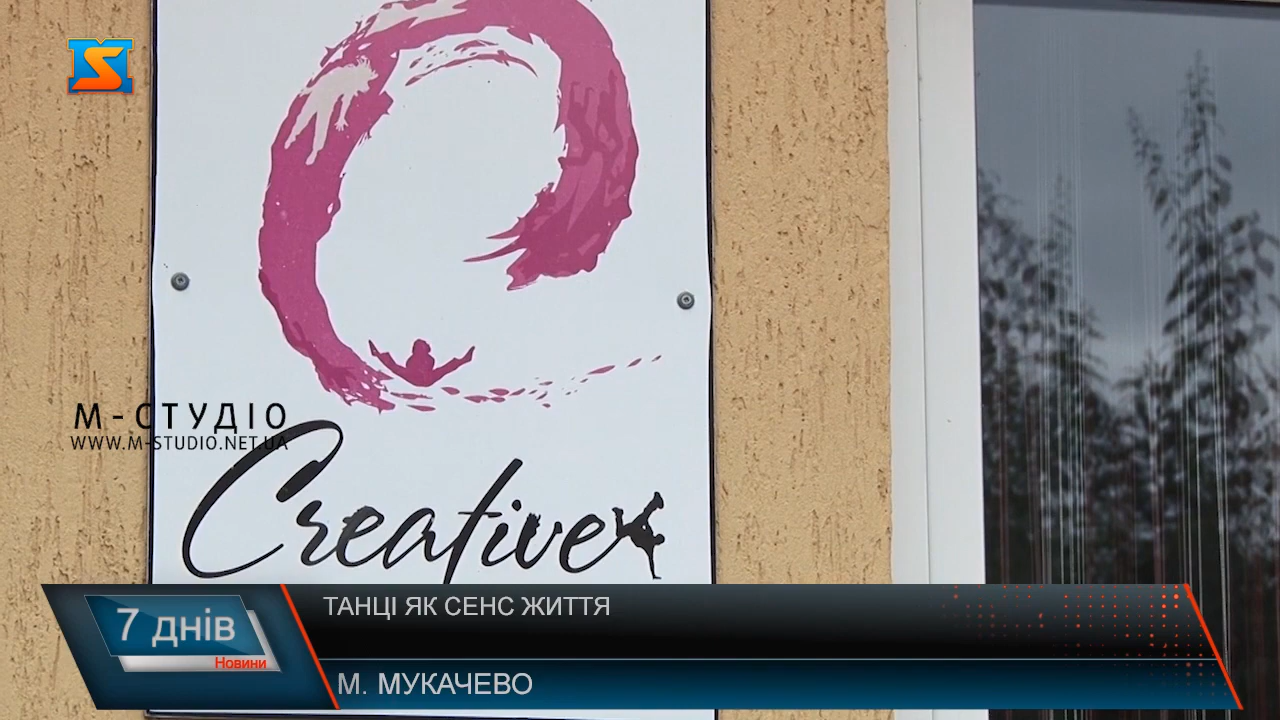 М-СТУДІО
WWW.M-STUDIO.NET.UA
Creative
7 днів
Новини
ТАНЦІ ЯК СЕНС ЖИТТЯ
М. МУКАЧЕВО